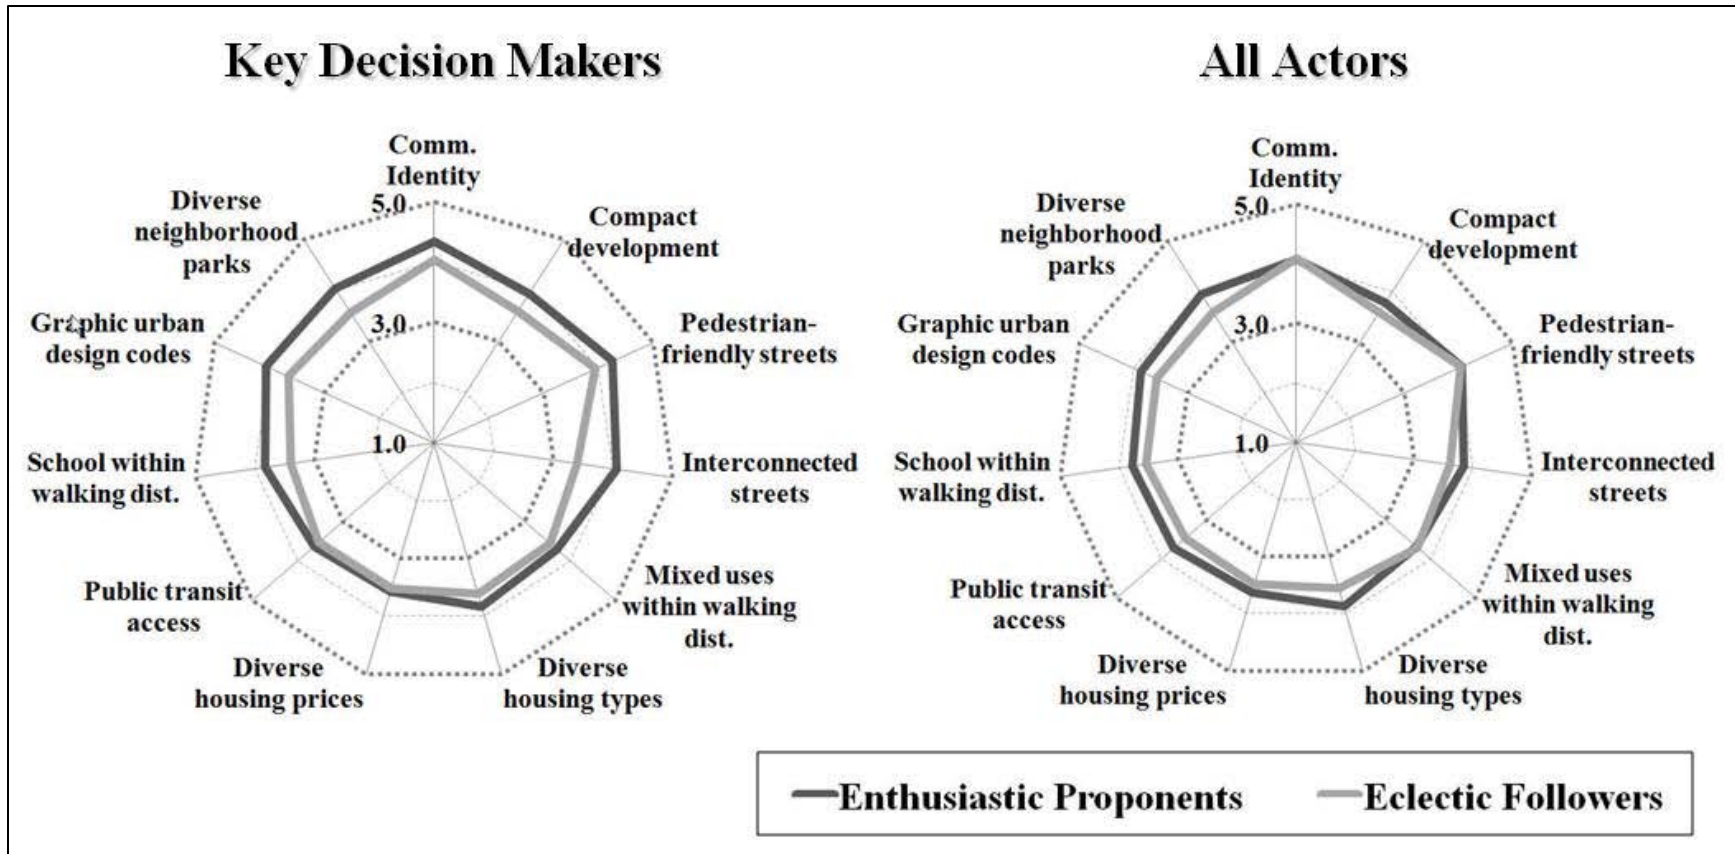 Key Decision Makers
Comm.
Identity
5.0
Compact
development
Pedestrian-
friendly streets
Interconnected
streets
Mixed uses
within walking
dist.
Diverse
housing types
Diverse
housing prices
Public transit
access
School within
walking dist.
Graphic urban
design codes
Diverse
neighborhood
parks
3.0
1.0
All Actors
Comm.
Identity
5.0
Compact
development
Pedestrian-
friendly streets
Interconnected
streets
Mixed uses
within walking
dist.
Diverse
housing types
Diverse
housing prices
Public transit
access
School within
walking dist.
Graphic urban
design codes
Diverse
neighborhood
parks
3.0
1.0
Enthusiastic Proponents
Eclectic Followers